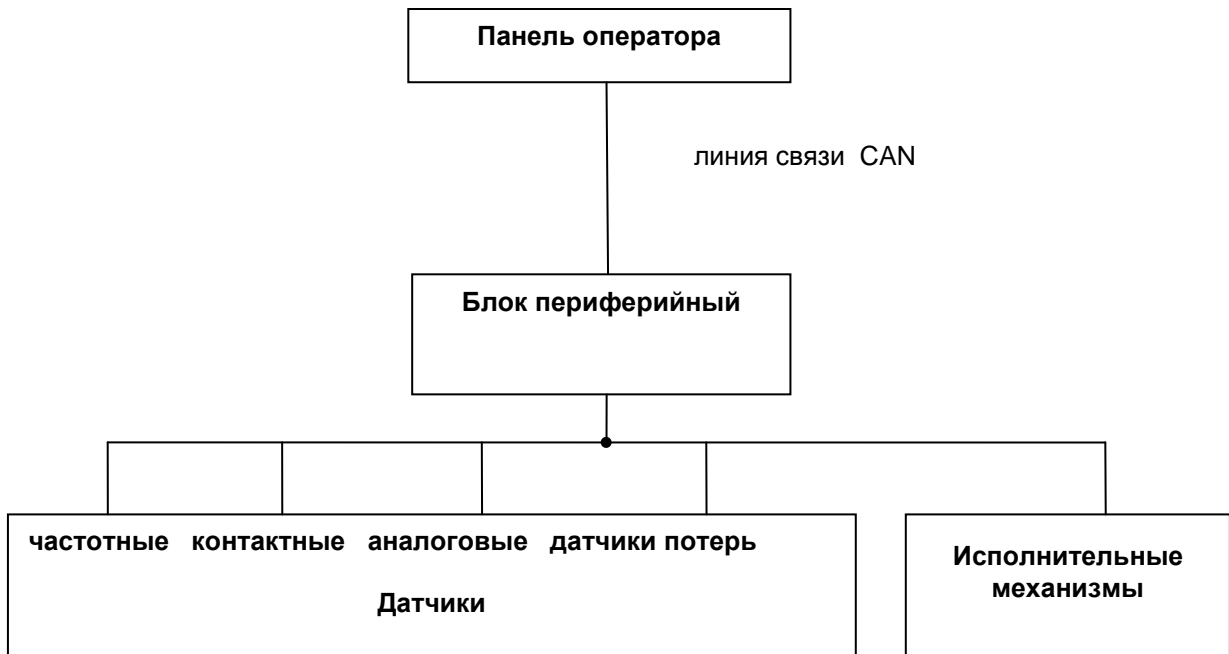 Панель оператора
линия связи CAN
Блок периферийный
частотные контактные аналоговые датчики потерь
Датчики
Исполнительные
механизмы